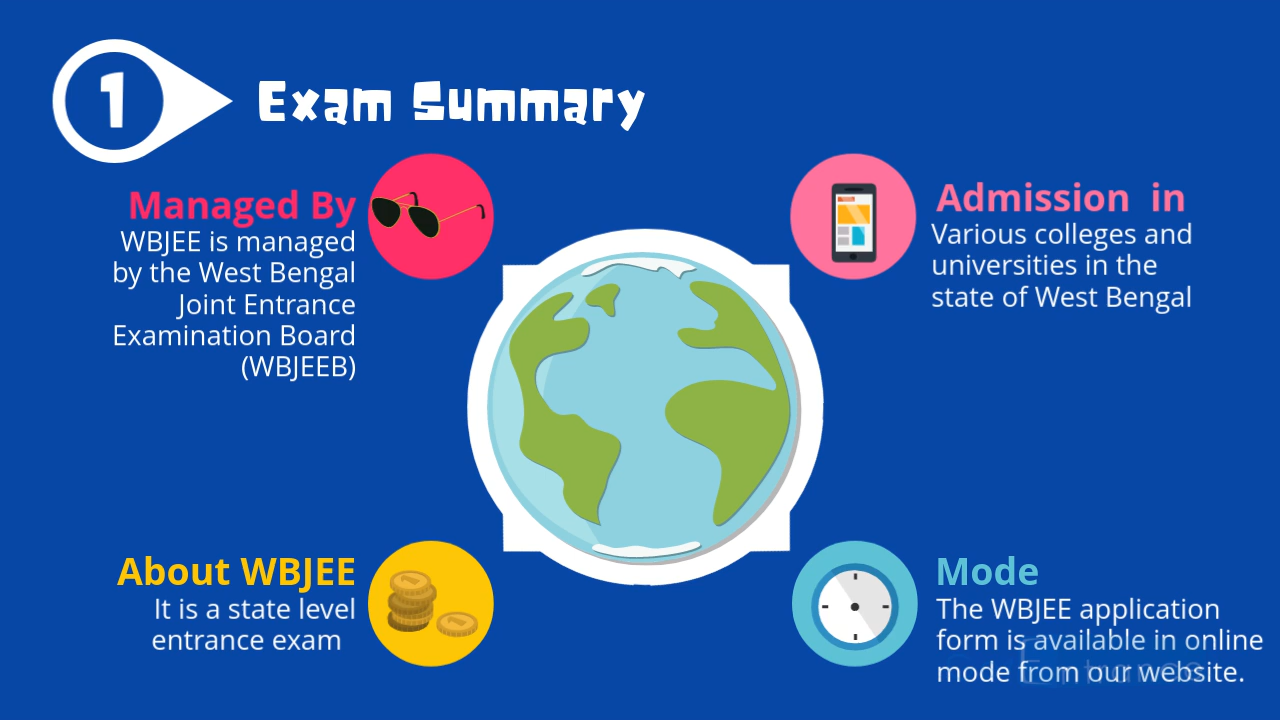 1
Exam Summary
Managed By
WBJEE is managed
by the West Bengal
Joint Entrance
Examination Board
(WBJEEB)
Admission in
Various colleges and
universities in the
state of West Bengal
About WBJEE
It is a state level
entrance exam
Mode
The WBJEE application
form is available in online
mode from our website.